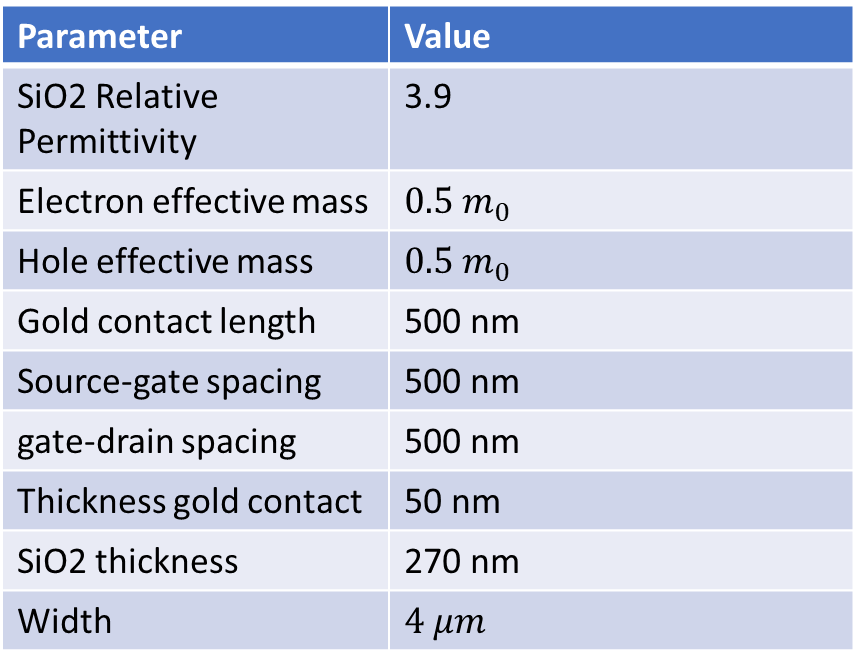 Parameter Value
SiO2 Relative 3.9
Permittivity
Electron effective mass 0.5 m₀
Hole effective mass 0.5 m₀
Gold contact length 500 nm
Source-gate spacing 500 nm
gate-drain spacing 500 nm
Thickness gold contact 50 nm
SiO2 thickness 270 nm
Width 4 μm